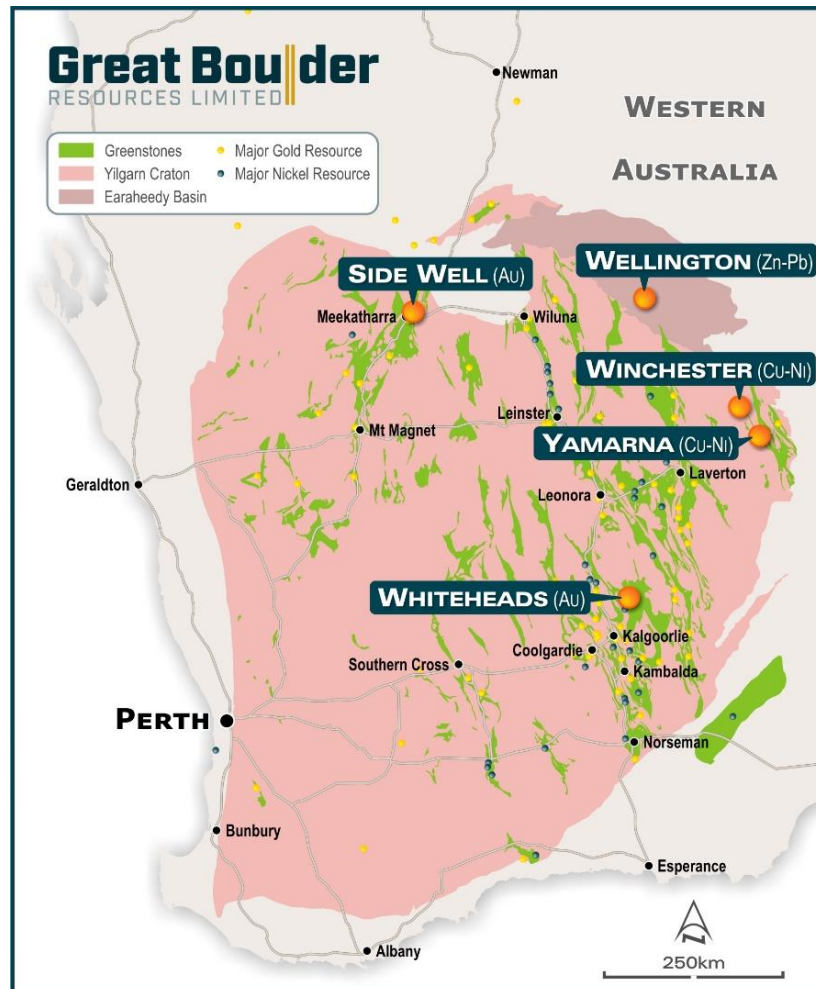 Great Boulder
RESOURCES LIMITED
Newman
WESTERN
AUSTRALIA
Greenstones
Major Gold Resource
Yilgarn Craton
Major Nickel Resource
Earaheedy Basin
SIDE WELL (AU)
WELLINGTON (Zn-Pb)
Meekatharra
Wiluna
WINCHESTER (CU-NI)
Leinster
Mt Magnet
YAMARNA (CU-NI)
Laverton
Geraldton
Leonora
WHITEHEADS (AU)
Kalgoorlie
Coolgardie
Southern Cross
Kambalda
PERTH
Norseman
Bunbury
Esperance
Albany
N
250km